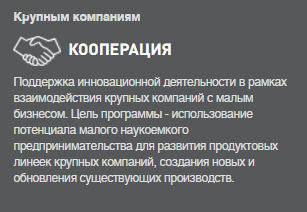 Крупным компаниям
КООПЕРАЦИЯ
Поддержка инновационной деятельности в рамках
взаимодействия крупных компаний с малым
бизнесом. Цель программы - использование
потенциала малого наукоемкого
предпринимательства для развития продуктовых
линеек крупных компаний, создания новых и
обновления существующих производств.